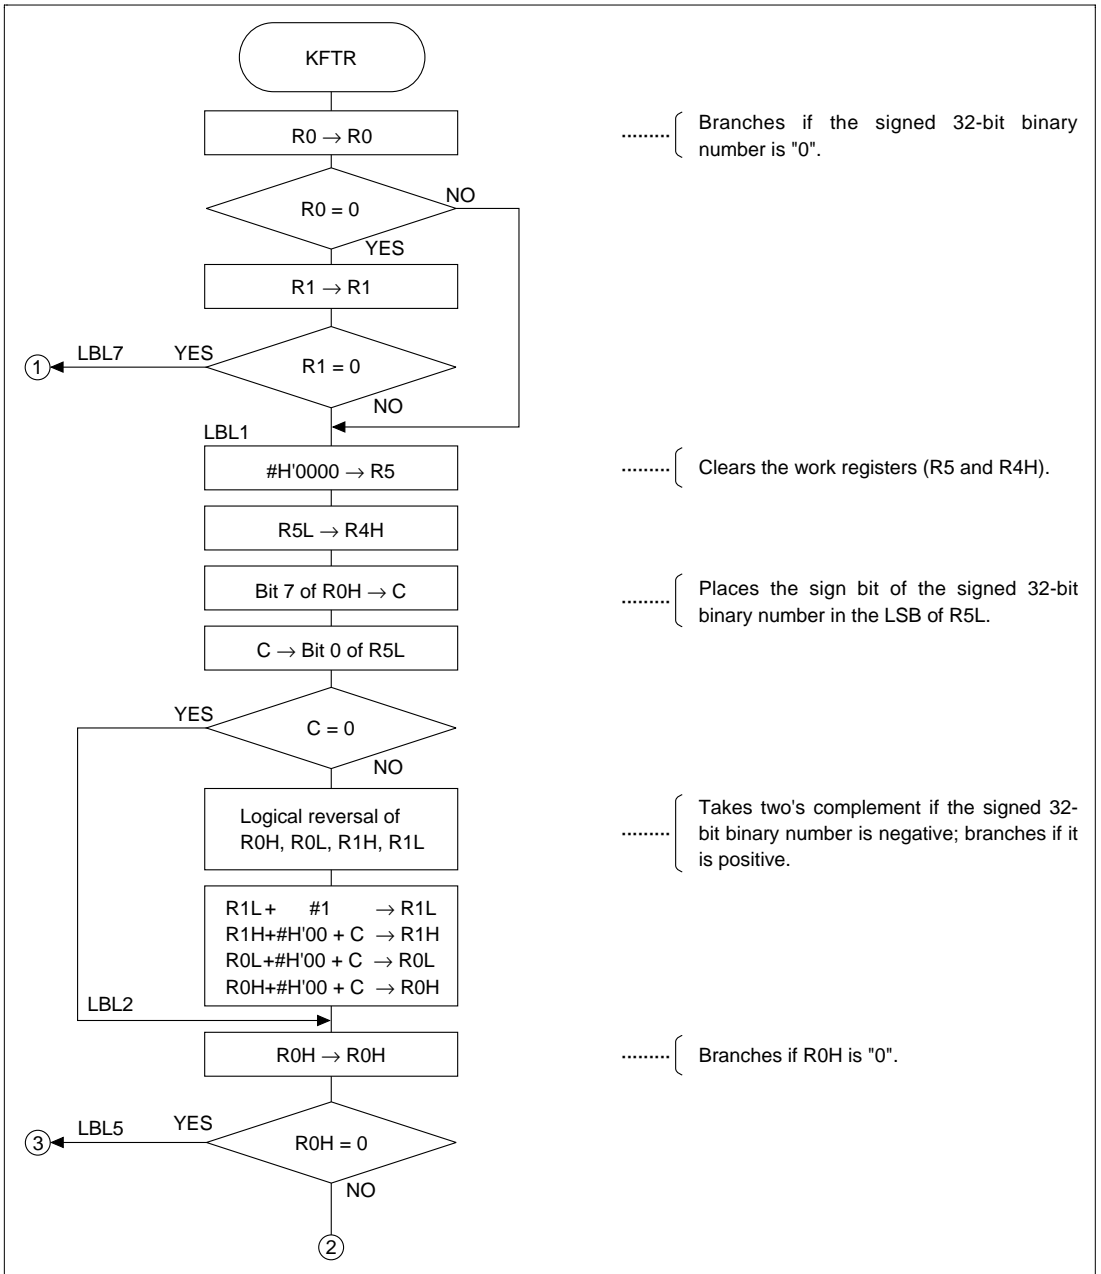 KFTR
R0 → R0
Branches if the signed 32-bit binary
number is "0".
NO
R0 = 0
YES
R1 → R1
LBL7
YES
1
R1 = 0
NO
LBL1
#H'0000 → R5
Clears the work registers (R5 and R4H).
R5L → R4H
Bit 7 of R0H → C
Places the sign bit of the signed 32-bit
binary number in the LSB of R5L.
C → Bit 0 of R5L
YES
C = 0
NO
Logical reversal of
R0H, R0L, R1H, R1L
Takes two's complement if the signed 32-
bit binary number is negative; branches if it
is positive.
R1L + #1 → R1L
R1H+#H'00 + C → R1H
R0L+#H'00 + C → R0L
R0H+#H'00 + C → R0H
LBL2
R0H → R0H
Branches if R0H is "0".
LBL5
YES
3
R0H = 0
NO
2